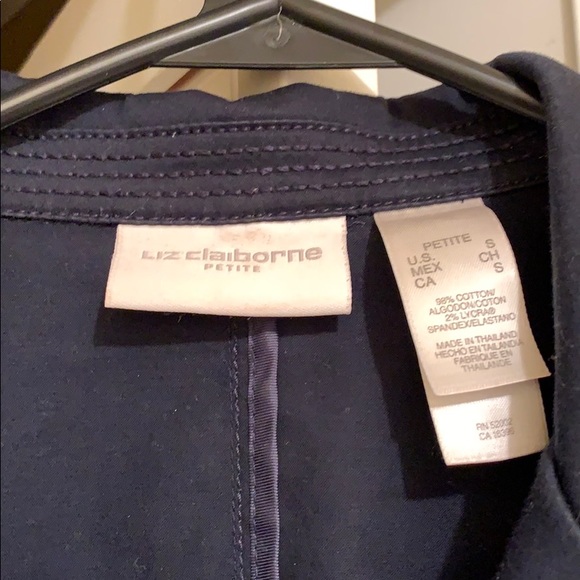 Liz claiborne
PETITE
PETITE S
U.S. CH
MEX S
CA
98% COTTON/
ALGODON/COTON
2% LYCRA®
SPANDEX/ELASTANO
MADE IN THAILAND
HECHO EN TAILANDIA
FABRIQUE EN
THAILANDE
RN 52002
CA